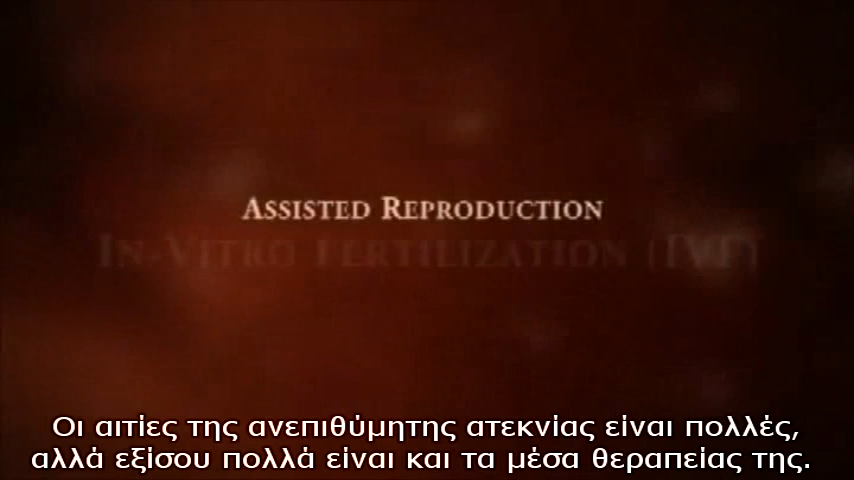 ASSISTED REPRODUCTION
IN-VITRO FERTILIZATION (IVF)
Οι αιτίες της ανεπιθύμητης ατεκνίας είναι πολλές,
αλλά εξίσου πολλά είναι και τα μέσα θεραπείας της.